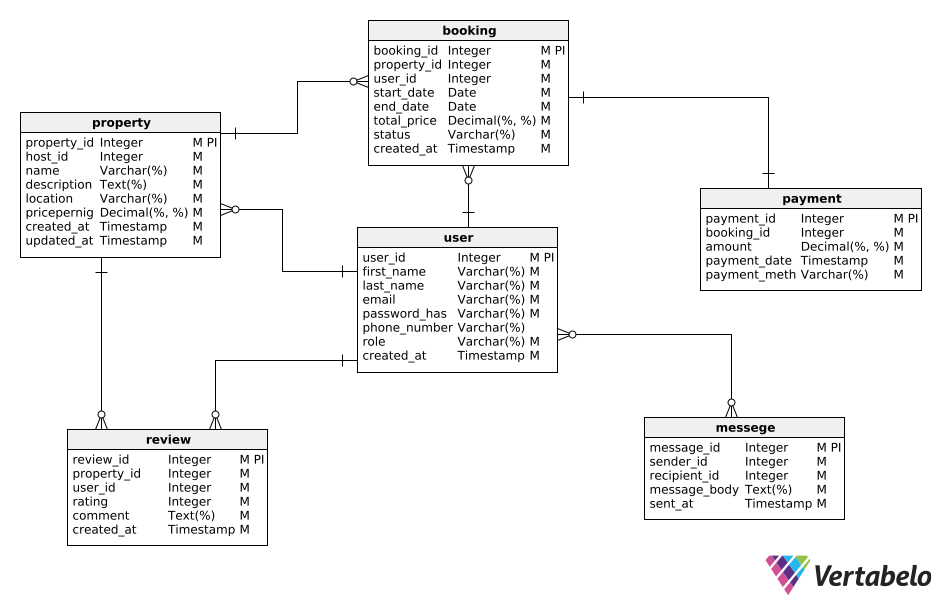 booking
booking_id Integer M PI
property_id Integer M
user_id Integer M
start_date Date M
end_date Date M
total_price Decimal(%, %) M
status Varchar(%) M
created_at Timestamp M
property
property_id Integer M PI
host_id Integer M
name Varchar(%) M
description Text(%) M
location Varchar(%) M
pricepernig Decimal(%, %) M
created_at Timestamp M
updated_at Timestamp M
payment
payment_id Integer M PI
booking_id Integer M
amount Decimal(%, %) M
payment_date Timestamp M
payment_meth Varchar(%) M
user
user_id Integer M PI
first_name Varchar(%) M
last_name Varchar(%) M
email Varchar(%) M
password_has Varchar(%) M
phone_number Varchar(%)
role Varchar(%) M
created_at Timestamp M
review
review_id Integer M PI
property_id Integer M
user_id Integer M
rating Integer M
comment Text(%) M
created_at Timestamp M
messege
message_id Integer M PI
sender_id Integer M
recipient_id Integer M
message_body Text(%) M
sent_at Timestamp M
Vertabelo